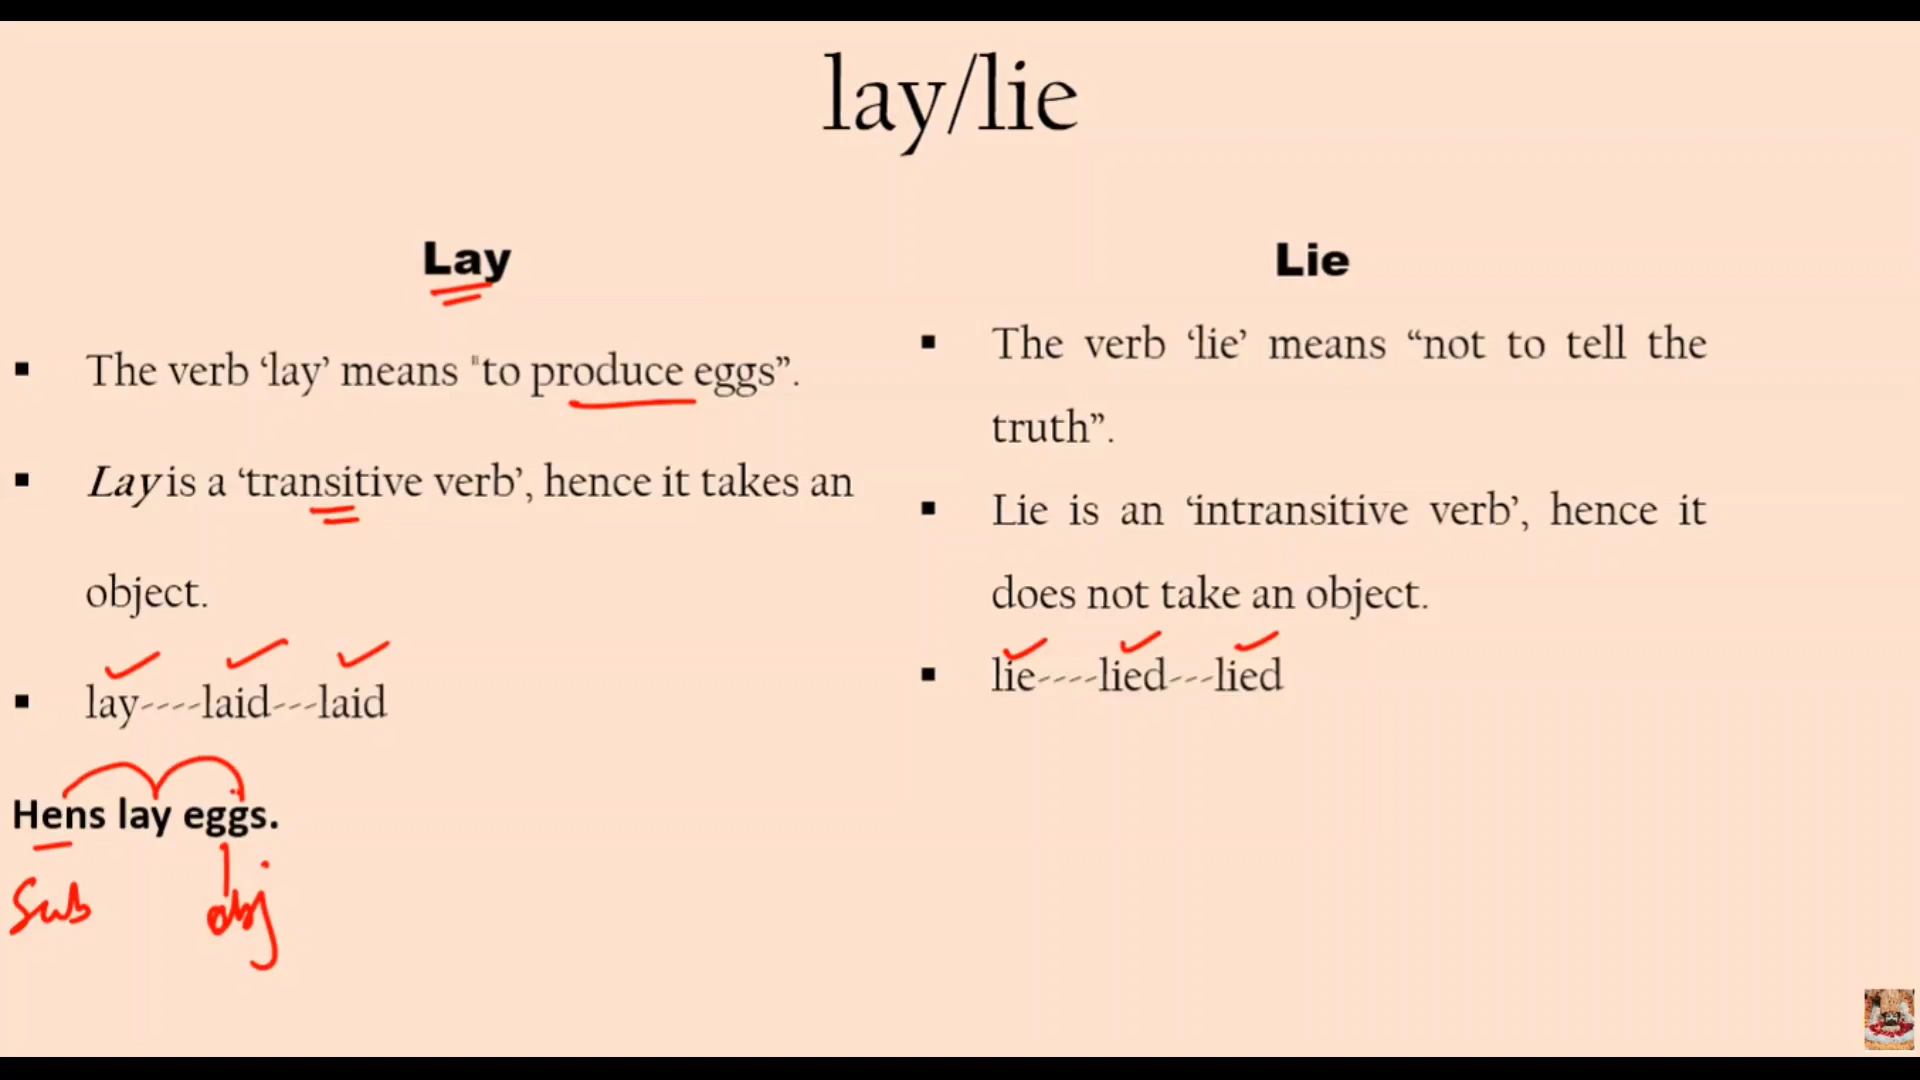 lay/lie
Lay
▪ The verb ‘lay’ means "to produce eggs”.
▪ Lay is a ‘transitive verb’, hence it takes an
object.
▪ lay----laid---laid
Hens lay eggs.
Sub obj
Lie
▪ The verb ‘lie’ means “not to tell the
truth”.
▪ Lie is an ‘intransitive verb’, hence it
does not take an object.
▪ lie----lied---lied